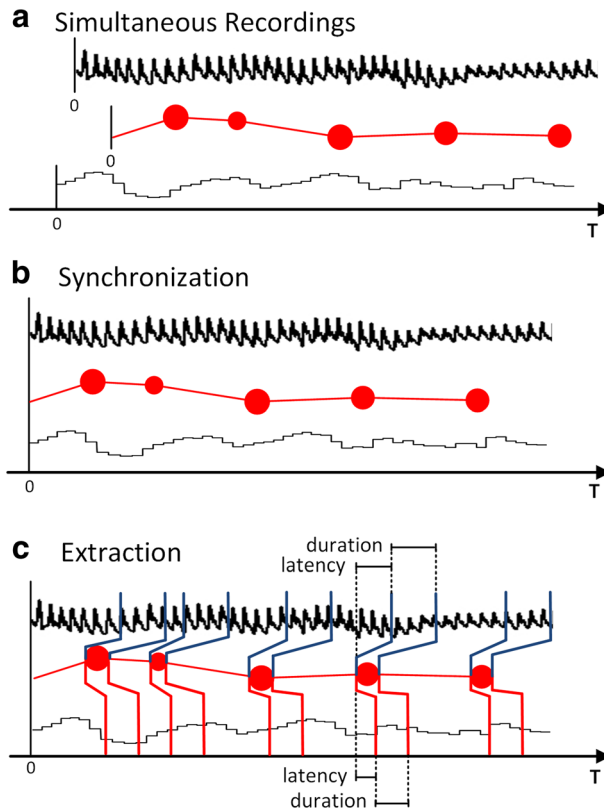 a Simultaneous Recordings
0
0
0
T
b Synchronization
0
T
c Extraction
duration
latency
0
T
latency
duration